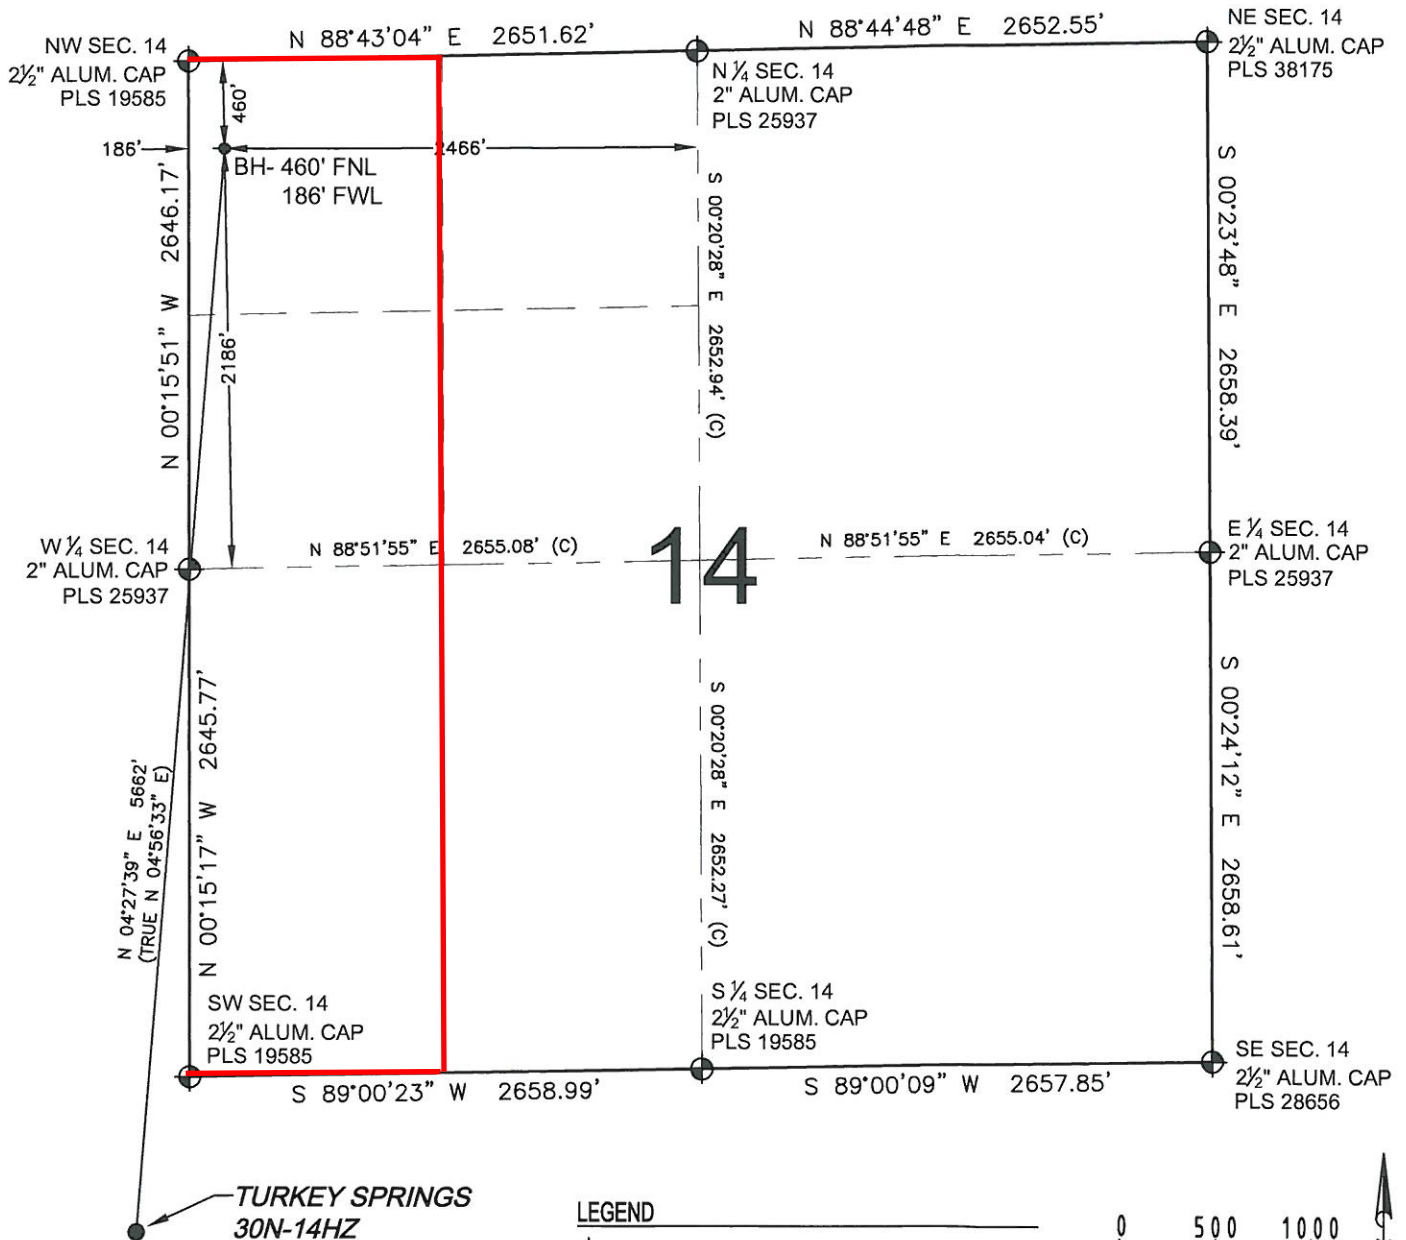 N 88°43'04" E 2651.62'
N 88°44'48" E 2652.55'
NW SEC. 14
2½" ALUM. CAP
PLS 19585
N ¼ SEC. 14
2" ALUM. CAP
PLS 25937
NE SEC. 14
2½" ALUM. CAP
PLS 38175
460'
186'
2466'
BH- 460' FNL
186' FWL
N 00°15'51" W 2646.17'
2186'
S 00°20'28" E 2652.94' (C)
S 00°23'48" E 2658.39'
W ¼ SEC. 14
2" ALUM. CAP
PLS 25937
N 88°51'55" E 2655.08' (C)
14
N 88°51'55" E 2655.04' (C)
E ¼ SEC. 14
2" ALUM. CAP
PLS 25937
N 04°27'39" E 5662'
(TRUE N 04°56'33" E)
N 00°15'17" W 2645.77'
S 00°20'28" E 2652.27' (C)
S 00°24'12" E 2658.61'
SW SEC. 14
2½" ALUM. CAP
PLS 19585
S ¼ SEC. 14
2½" ALUM. CAP
PLS 19585
SE SEC. 14
2½" ALUM. CAP
PLS 28656
S 89°00'23" W 2658.99'
S 89°00'09" W 2657.85'
TURKEY SPRINGS
30N-14HZ
LEGEND
0 500 1000